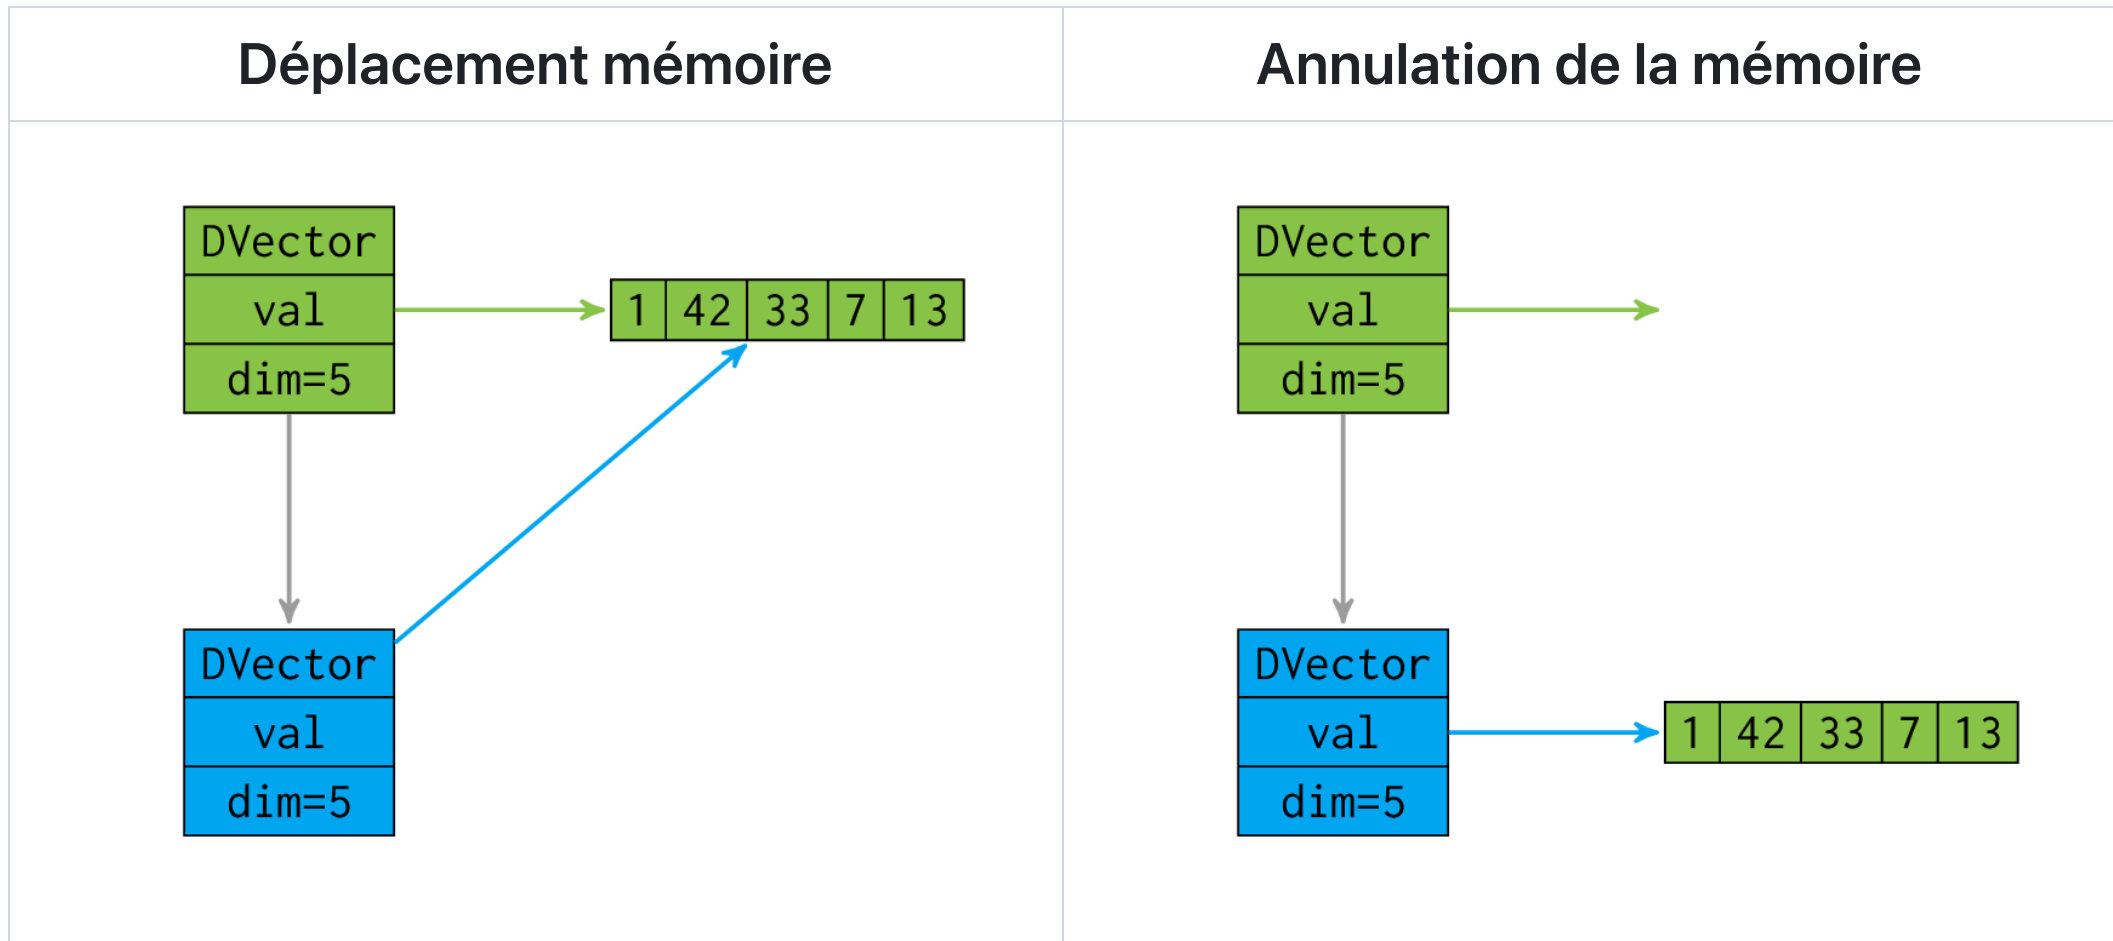 Déplacement mémoire
Annulation de la mémoire
DVector
val
dim=5
1 42 33 7 13
DVector
val
dim=5
DVector
val
dim=5
DVector
val
dim=5
1 42 33 7 13